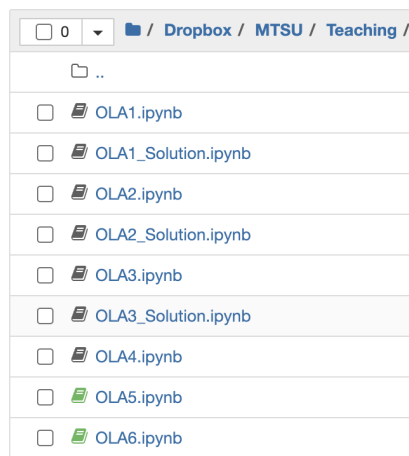 0 / Dropbox / MTSU / Teaching /
..
OLA1.ipynb
OLA1_Solution.ipynb
OLA2.ipynb
OLA2_Solution.ipynb
OLA3.ipynb
OLA3_Solution.ipynb
OLA4.ipynb
OLA5.ipynb
OLA6.ipynb